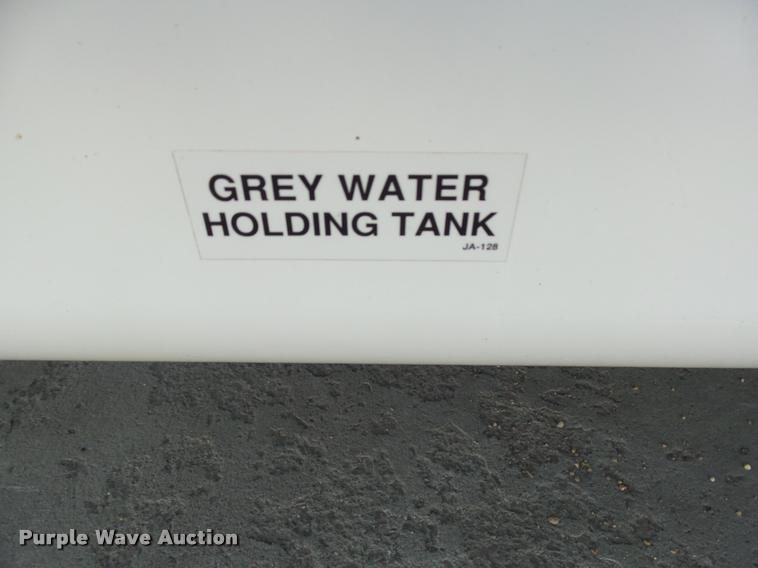 GREY WATER
HOLDING TANK
JA-128
Purple Wave Auction